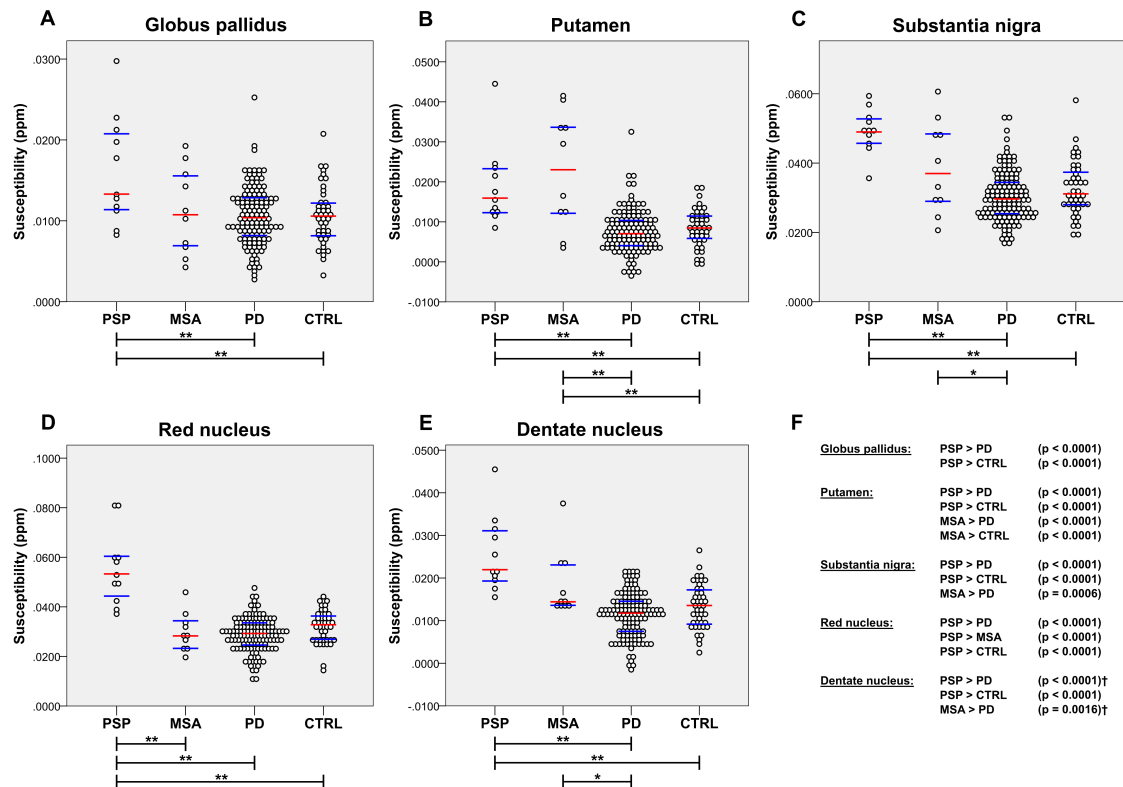 A
Globus pallidus
Susceptibility (ppm)
.0300
.0200
.0100
.0000
PSP MSA PD CTRL
**
**
B
Putamen
Susceptibility (ppm)
.0500
.0400
.0300
.0200
.0100
.0000
-.0100
PSP MSA PD CTRL
**
**
**
**
C
Substantia nigra
Susceptibility (ppm)
.0600
.0400
.0200
.0000
PSP MSA PD CTRL
**
**
*
D
Red nucleus
Susceptibility (ppm)
.1000
.0800
.0600
.0400
.0200
.0000
PSP MSA PD CTRL
**
**
**
E
Dentate nucleus
Susceptibility (ppm)
.0500
.0400
.0300
.0200
.0100
.0000
-.0100
PSP MSA PD CTRL
**
**
*
F
Globus pallidus: PSP > PD (p < 0.0001)
PSP > CTRL (p < 0.0001)
Putamen: PSP > PD (p < 0.0001)
PSP > CTRL (p < 0.0001)
MSA > PD (p < 0.0001)
MSA > CTRL (p < 0.0001)
Substantia nigra: PSP > PD (p < 0.0001)
PSP > CTRL (p < 0.0001)
MSA > PD (p = 0.0006)
Red nucleus: PSP > PD (p < 0.0001)
PSP > MSA (p < 0.0001)
PSP > CTRL (p < 0.0001)
Dentate nucleus: PSP > PD (p < 0.0001)†
PSP > CTRL (p < 0.0001)
MSA > PD (p = 0.0016)†